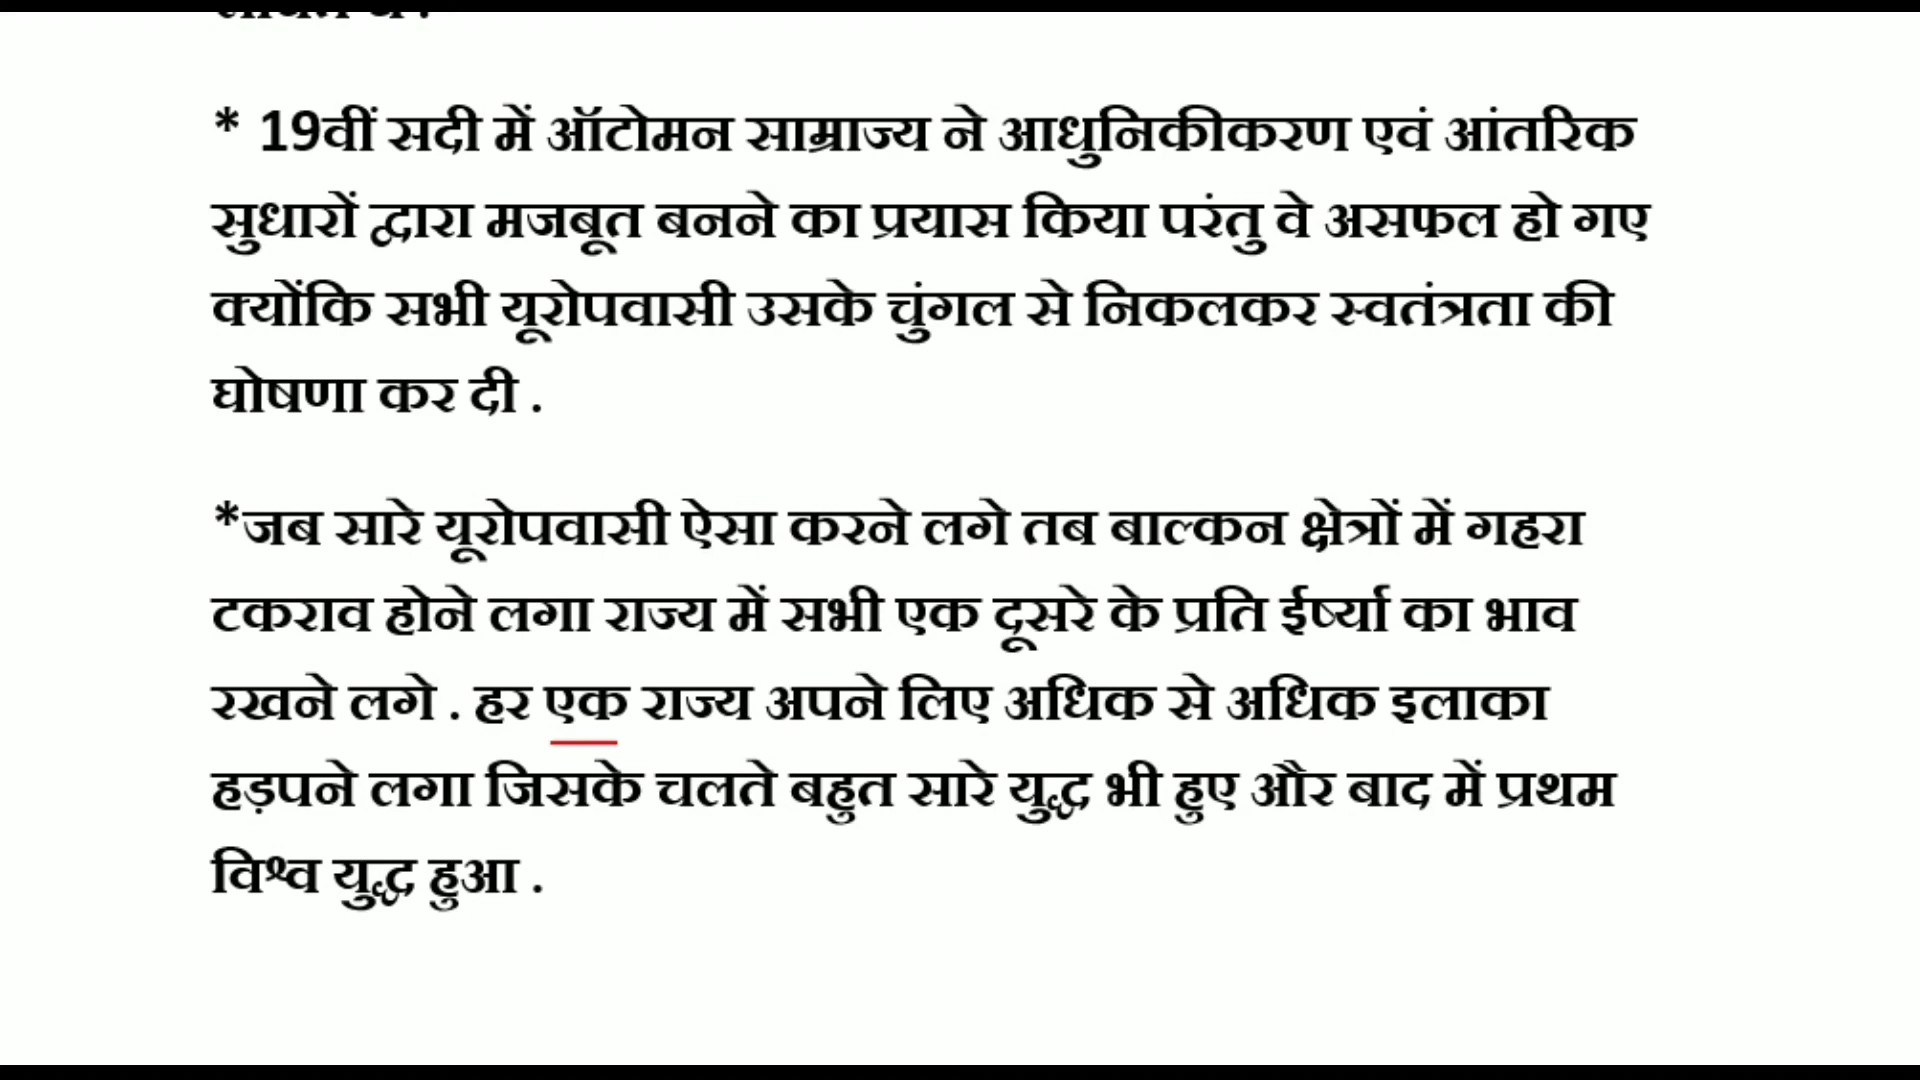 * 19वीं सदी में ऑटोमन साम्राज्य ने आधुनिकीकरण एवं आंतरिक
सुधारों द्वारा मजबूत बनने का प्रयास किया परंतु वे असफल हो गए
क्योंकि सभी यूरोपवासी उसके चुंगल से निकलकर स्वतंत्रता की
घोषणा कर दी .
*जब सारे यूरोपवासी ऐसा करने लगे तब बाल्कन क्षेत्रों में गहरा
टकराव होने लगा राज्य में सभी एक दूसरे के प्रति ईर्ष्या का भाव
रखने लगे . हर एक राज्य अपने लिए अधिक से अधिक इलाका
हड़पने लगा जिसके चलते बहुत सारे युद्ध भी हुए और बाद में प्रथम
विश्व युद्ध हुआ .